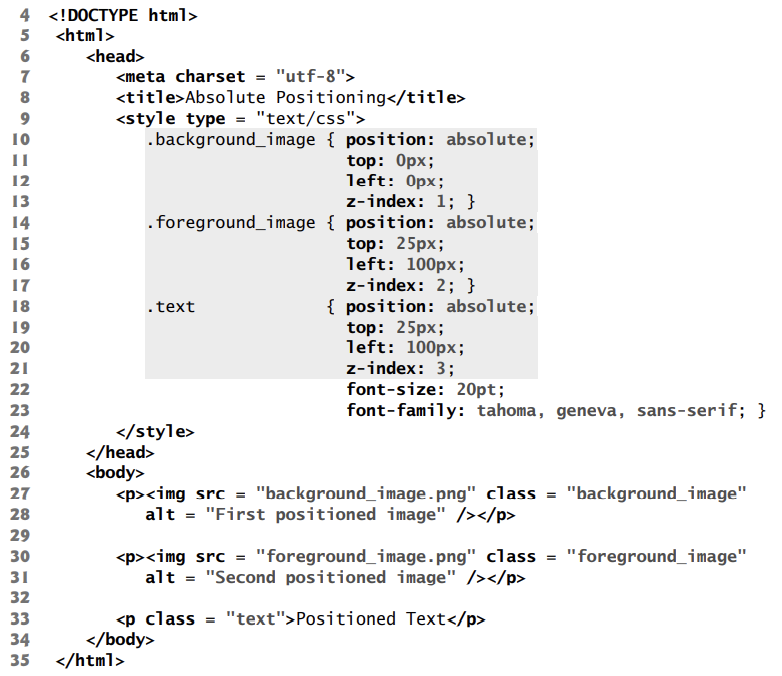 4 <!DOCTYPE html>
5 <html>
6 <head>
7 <meta charset = "utf-8">
8 <title>Absolute Positioning</title>
9 <style type = "text/css">
10 .background_image { position: absolute;
11 top: 0px;
12 left: 0px;
13 z-index: 1; }
14 .foreground_image { position: absolute;
15 top: 25px;
16 left: 100px;
17 z-index: 2; }
18 .text { position: absolute;
19 top: 25px;
20 left: 100px;
21 z-index: 3;
22 font-size: 20pt;
23 font-family: tahoma, geneva, sans-serif; }
24 </style>
25 </head>
26 <body>
27 <p><img src = "background_image.png" class = "background_image"
28 alt = "First positioned image" /></p>
29
30 <p><img src = "foreground_image.png" class = "foreground_image"
31 alt = "Second positioned image" /></p>
32
33 <p class = "text">Positioned Text</p>
34 </body>
35 </html>